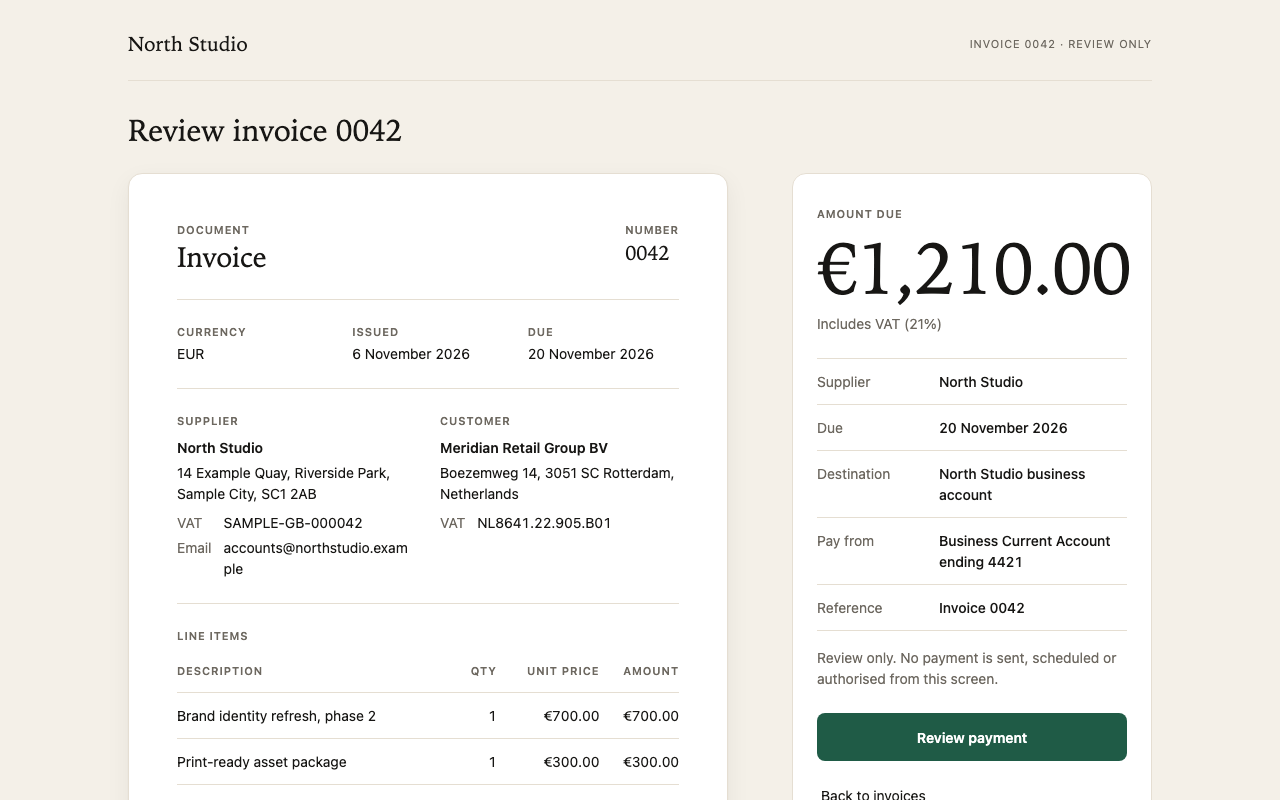 North Studio
INVOICE 0042 · REVIEW ONLY
Review invoice 0042
DOCUMENT
Invoice
NUMBER
0042
CURRENCY
EUR
ISSUED
6 November 2026
DUE
20 November 2026
SUPPLIER
North Studio
14 Example Quay, Riverside Park,
Sample City, SC1 2AB
VAT SAMPLE-GB-000042
Email accounts@northstudio.exam
ple
CUSTOMER
Meridian Retail Group BV
Boezemweg 14, 3051 SC Rotterdam,
Netherlands
VAT NL8641.22.905.B01
LINE ITEMS
DESCRIPTION QTY UNIT PRICE AMOUNT
Brand identity refresh, phase 2 1 €700.00 €700.00
Print-ready asset package 1 €300.00 €300.00
AMOUNT DUE
€1,210.00
Includes VAT (21%)
Supplier North Studio
Due 20 November 2026
Destination North Studio business
account
Pay from Business Current Account
ending 4421
Reference Invoice 0042
Review only. No payment is sent, scheduled or
authorised from this screen.
Review payment
Back to invoices